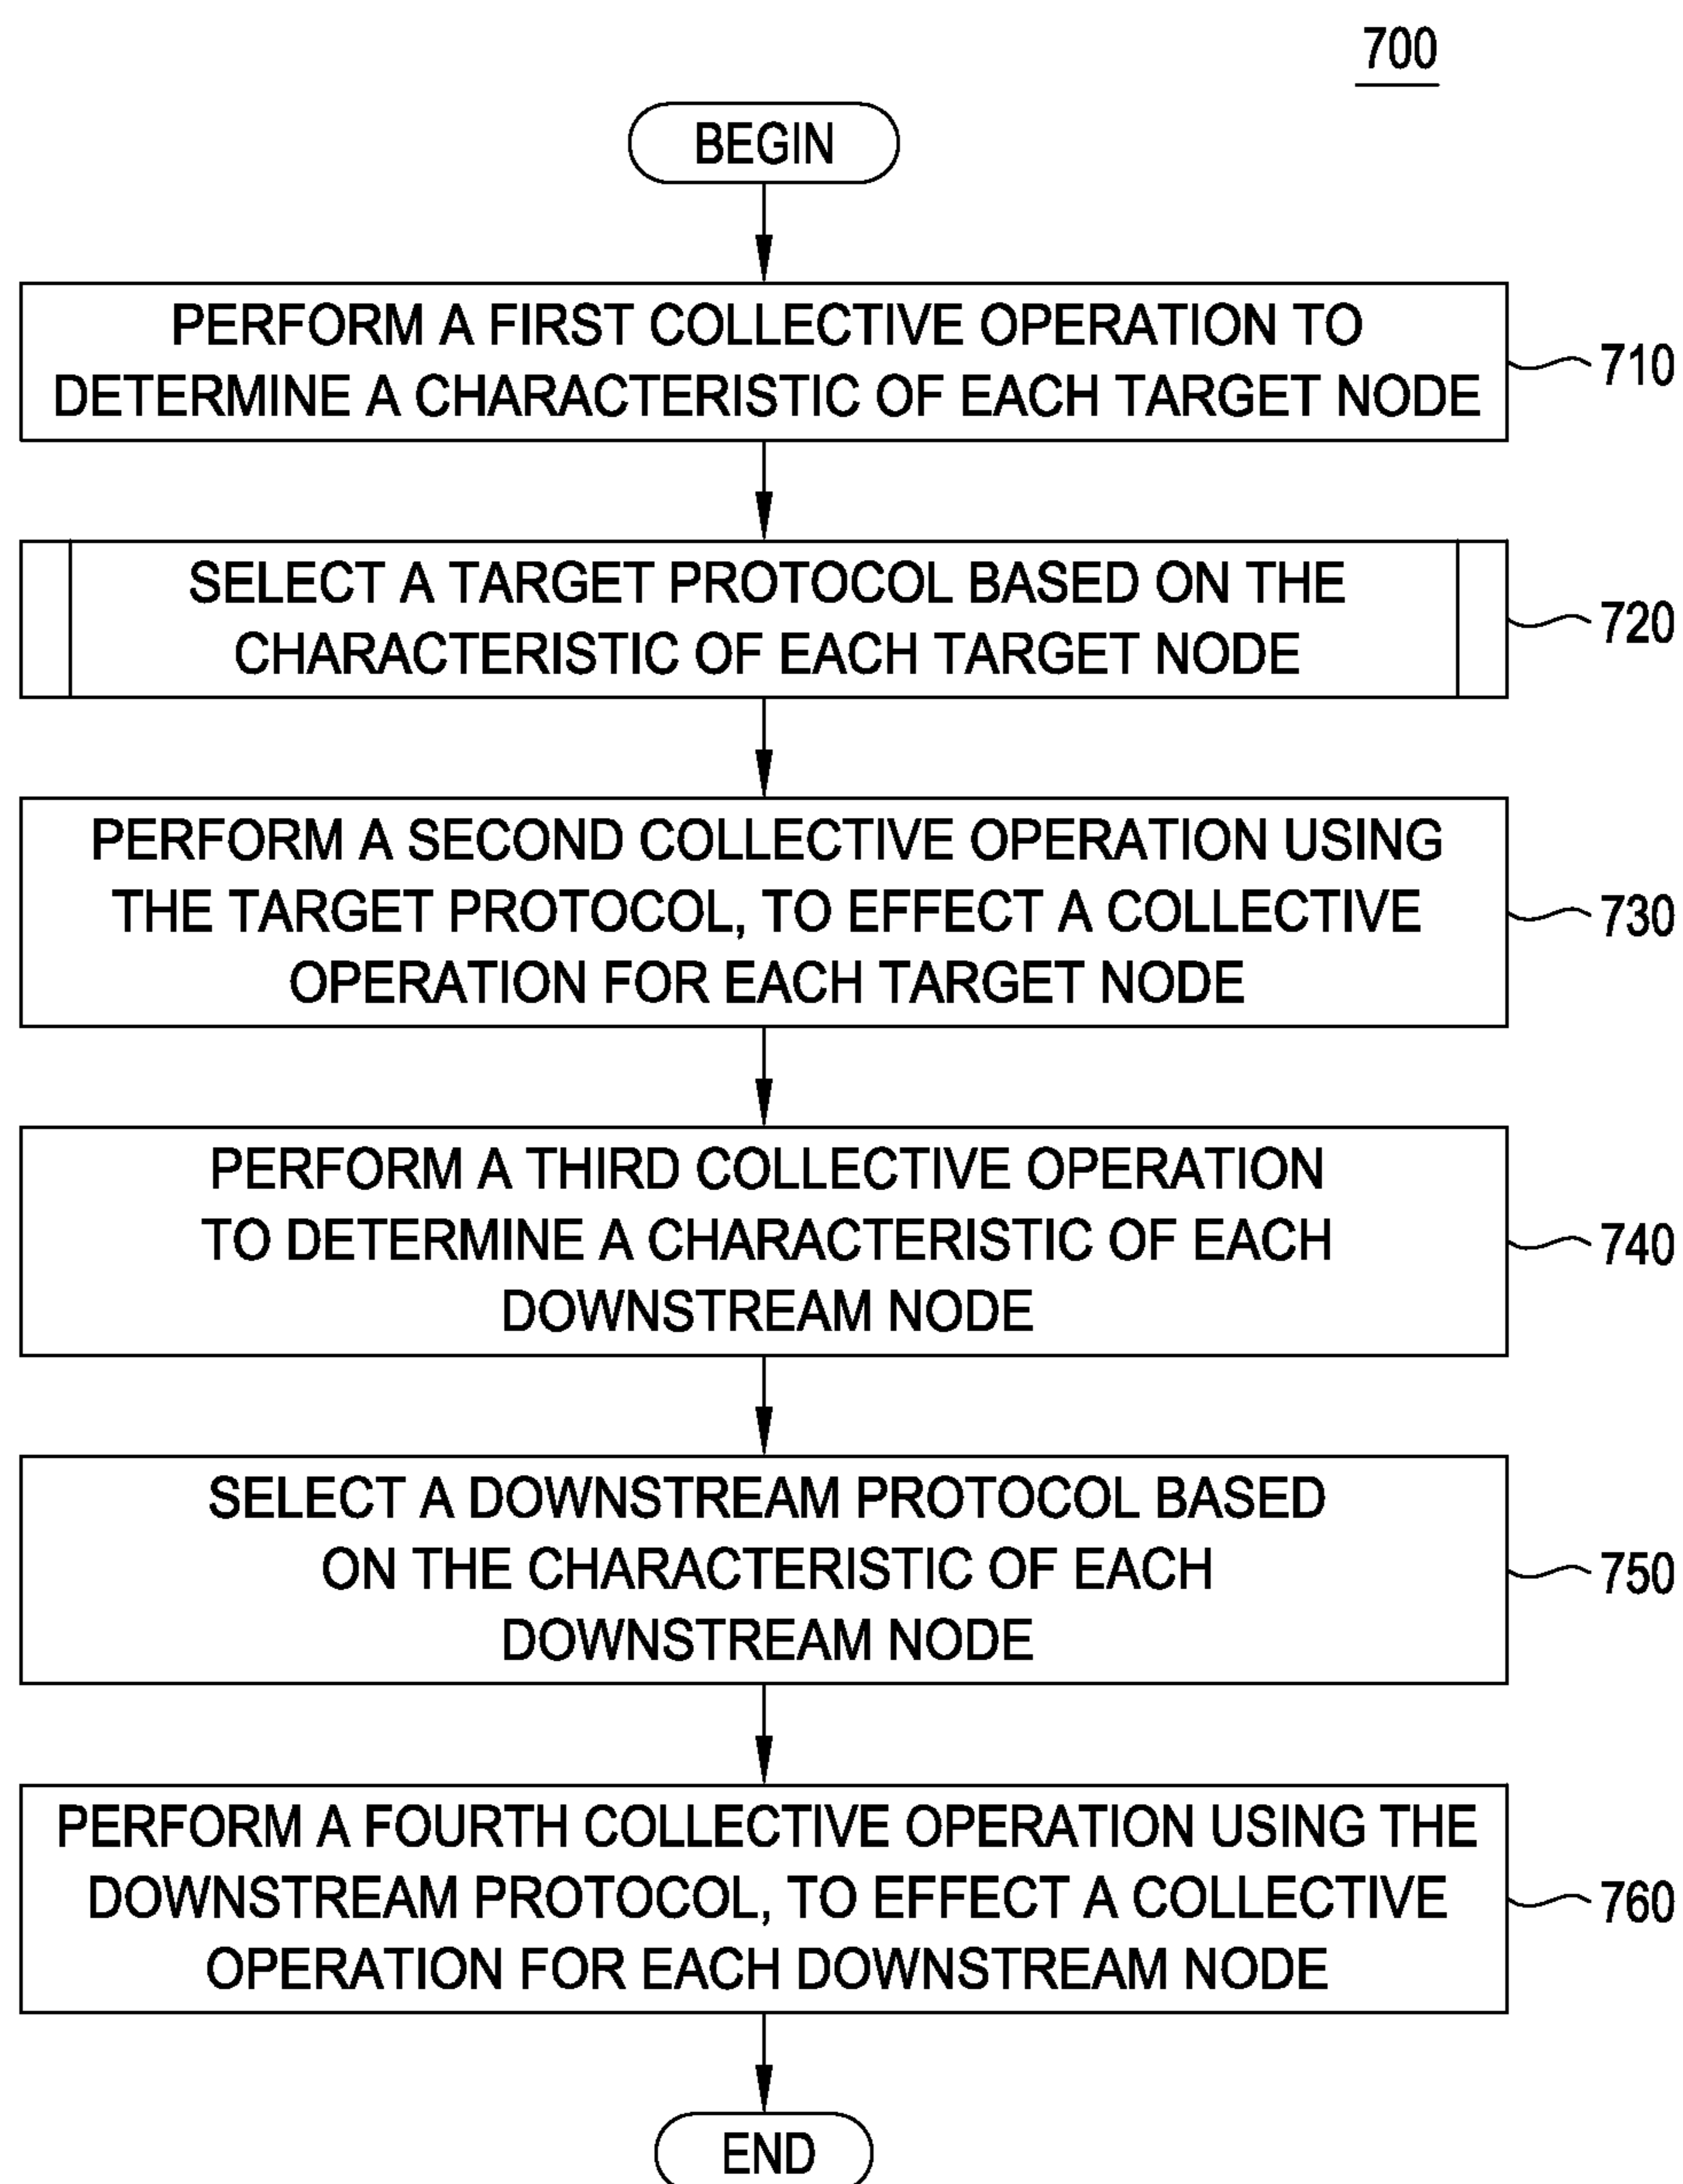 700
BEGIN
PERFORM A FIRST COLLECTIVE OPERATION TO
DETERMINE A CHARACTERISTIC OF EACH TARGET NODE
710
SELECT A TARGET PROTOCOL BASED ON THE
CHARACTERISTIC OF EACH TARGET NODE
720
PERFORM A SECOND COLLECTIVE OPERATION USING
THE TARGET PROTOCOL, TO EFFECT A COLLECTIVE
OPERATION FOR EACH TARGET NODE
730
PERFORM A THIRD COLLECTIVE OPERATION
TO DETERMINE A CHARACTERISTIC OF EACH
DOWNSTREAM NODE
740
SELECT A DOWNSTREAM PROTOCOL BASED
ON THE CHARACTERISTIC OF EACH
DOWNSTREAM NODE
750
PERFORM A FOURTH COLLECTIVE OPERATION USING THE
DOWNSTREAM PROTOCOL, TO EFFECT A COLLECTIVE
OPERATION FOR EACH DOWNSTREAM NODE
760
END